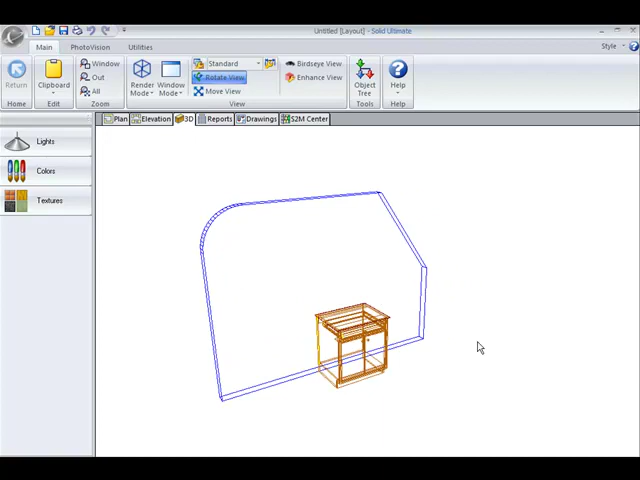 Untitled [Layout] - Solid Ultimate
Main PhotoVision Utilities Style
Return Clipboard Window Out All Render Mode Window Mode Standard Rotate View Move View Birdseye View Enhance View Object Tree Help
Home Edit Zoom View Tools Help
Plan Elevation 3D Reports Drawings S2M Center
Lights
Colors
Textures